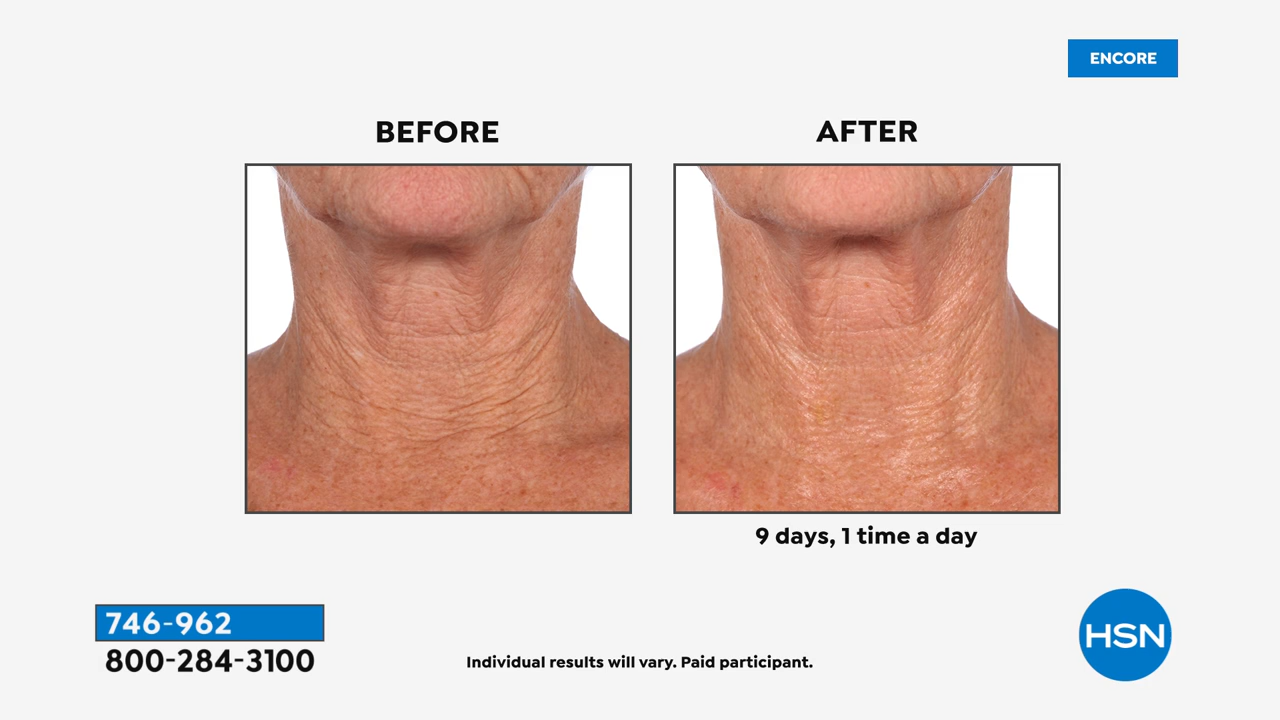 ENCORE
BEFORE
AFTER
9 days, 1 time a day
746-962
800-284-3100
Individual results will vary. Paid participant.
HSN